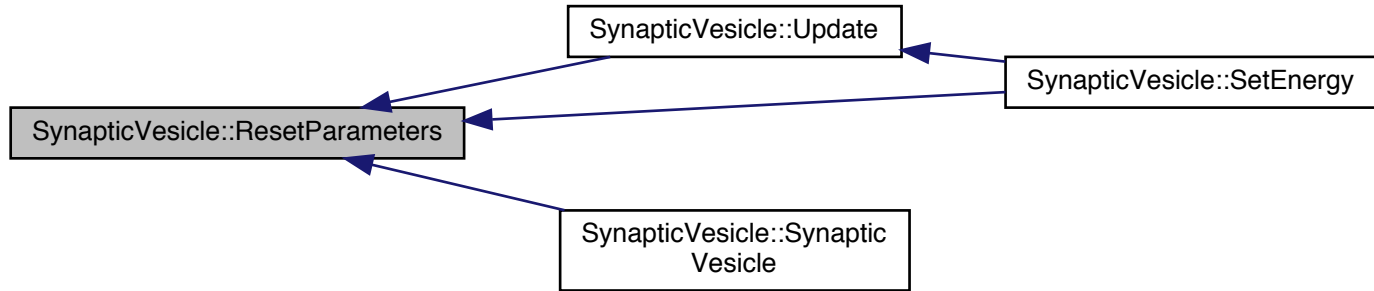 SynapticVesicle::Update
SynapticVesicle::SetEnergy
SynapticVesicle::ResetParameters
SynapticVesicle::Synaptic
Vesicle